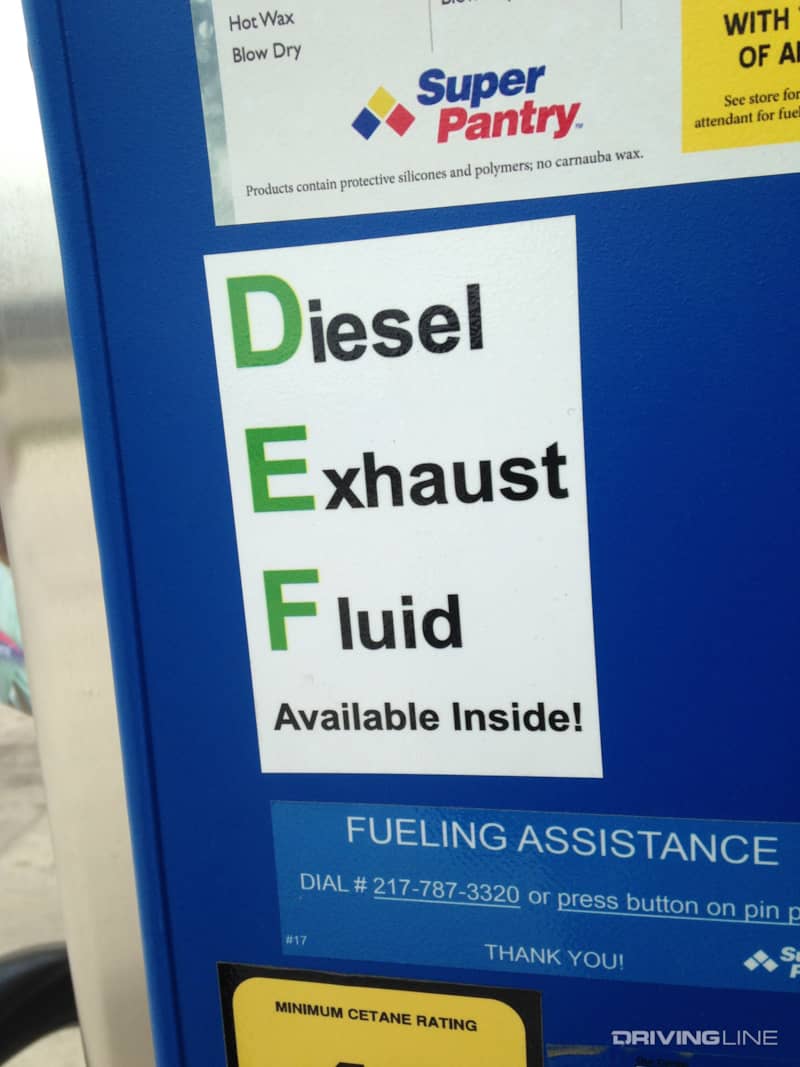 Hot Wax
Blow Dry
WITH
OF
Super
Pantry
See store for
attendant for fuel
Products contain protective silicones and polymers; no carnauba wax.
Diesel
Exhaust
Fluid
Available Inside!
FUELING ASSISTANCE
DIAL # 217-787-3320 or press button on pin
#17
THANK YOU!
MINIMUM CETANE RATING
DRIVINGLINE